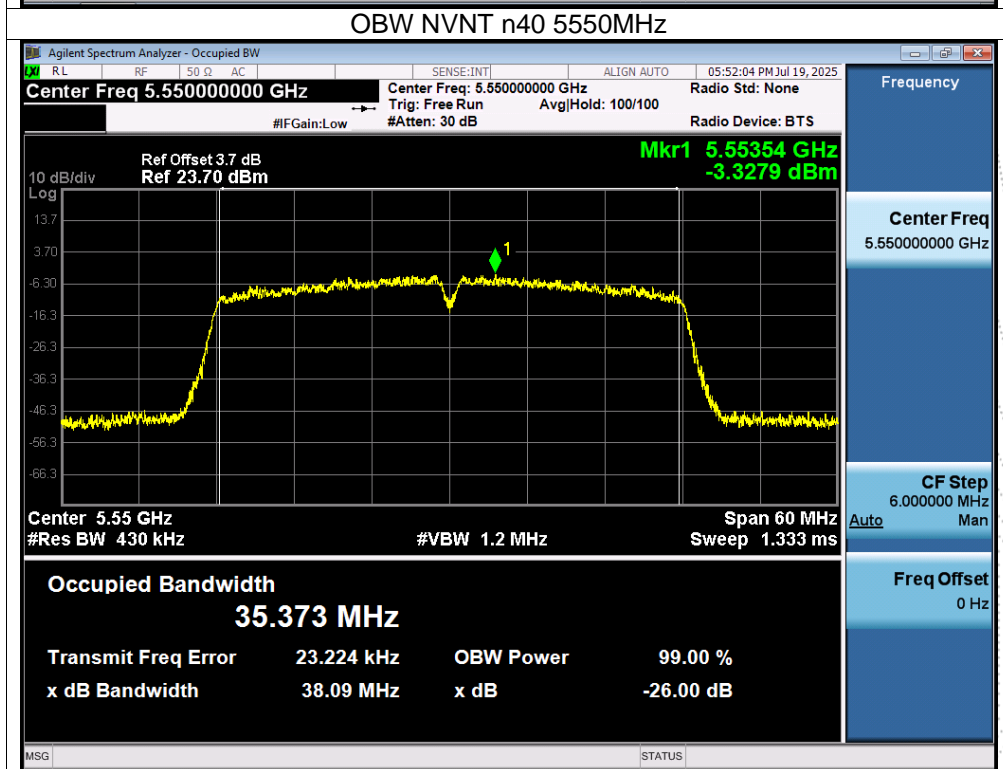 OBW NVNT n40 5550MHz
Agilent Spectrum Analyzer - Occupied BW
LXI RL RF 50 Ω AC SENSE:INT ALIGN AUTO 05:52:04 PM Jul 19, 2025
Center Freq 5.550000000 GHz
Center Freq: 5.550000000 GHz Radio Std: None
Trig: Free Run Avg|Hold: 100/100
#IFGain:Low #Atten: 30 dB Radio Device: BTS
Mkr1 5.55354 GHz
-3.3279 dBm
Ref Offset 3.7 dB
10 dB/div Ref 23.70 dBm
Log
13.7
3.70
-6.30
-16.3
-26.3
-36.3
-46.3
-56.3
-66.3
1
Center 5.55 GHz Span 60 MHz
#Res BW 430 kHz #VBW 1.2 MHz Sweep 1.333 ms
Occupied Bandwidth
35.373 MHz
Transmit Freq Error 23.224 kHz OBW Power 99.00 %
x dB Bandwidth 38.09 MHz x dB -26.00 dB
MSG STATUS
Frequency
Center Freq
5.550000000 GHz
CF Step
6.000000 MHz
Auto Man
Freq Offset
0 Hz